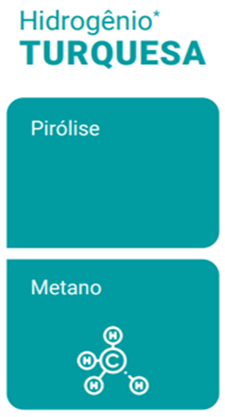 Hidrogênio*
TURQUESA
Pirólise
Metano
H
H C
H H